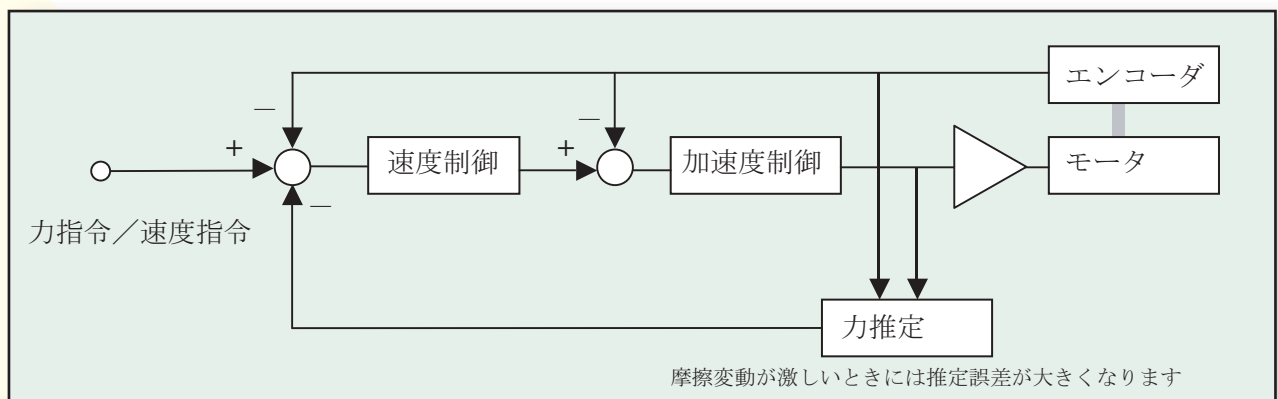 エンコーダ
－
－
+
速度制御
+
加速度制御
モータ
－
力指令／速度指令
力推定
摩擦変動が激しいときには推定誤差が大きくなります